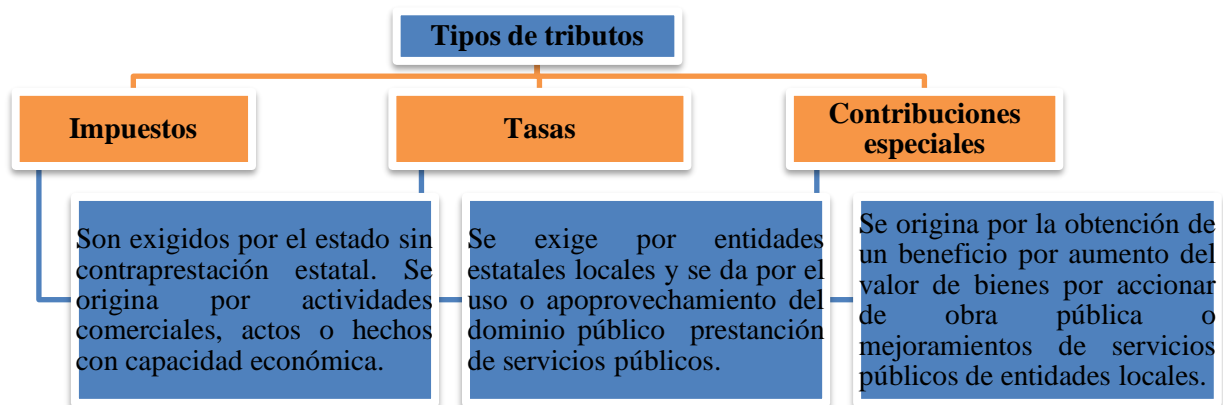 Tipos de tributos
Impuestos
Tasas
Contribuciones
especiales
Son exigidos por el estado sin
contraprestación estatal. Se
origina por actividades
comerciales, actos o hechos
con capacidad económica.
Se exige por entidades
estatales locales y se da por el
uso o apoprovechamiento del
dominio público prestanción
de servicios públicos.
Se origina por la obtención de
un beneficio por aumento del
valor de bienes por accionar
de obra pública o
mejoramientos de servicios
públicos de entidades locales.